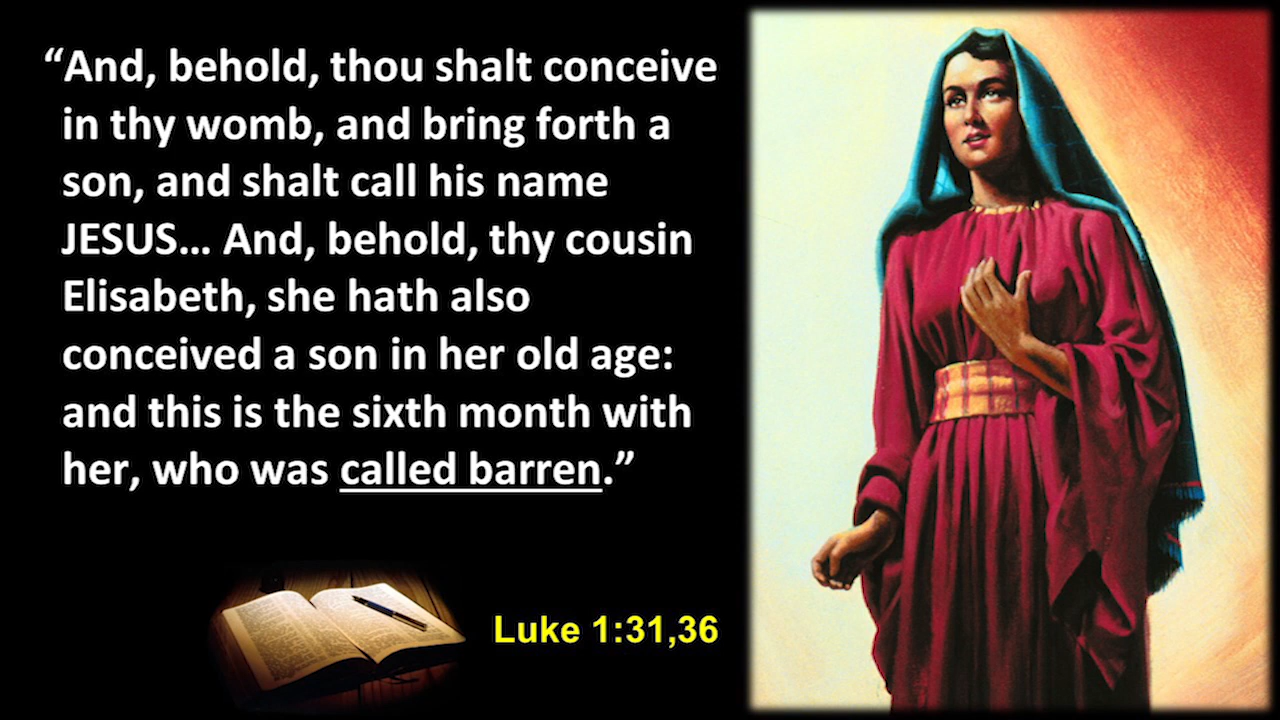 “And, behold, thou shalt conceive
in thy womb, and bring forth a
son, and shalt call his name
JESUS... And, behold, thy cousin
Elisabeth, she hath also
conceived a son in her old age:
and this is the sixth month with
her, who was called barren.”
Luke 1:31,36